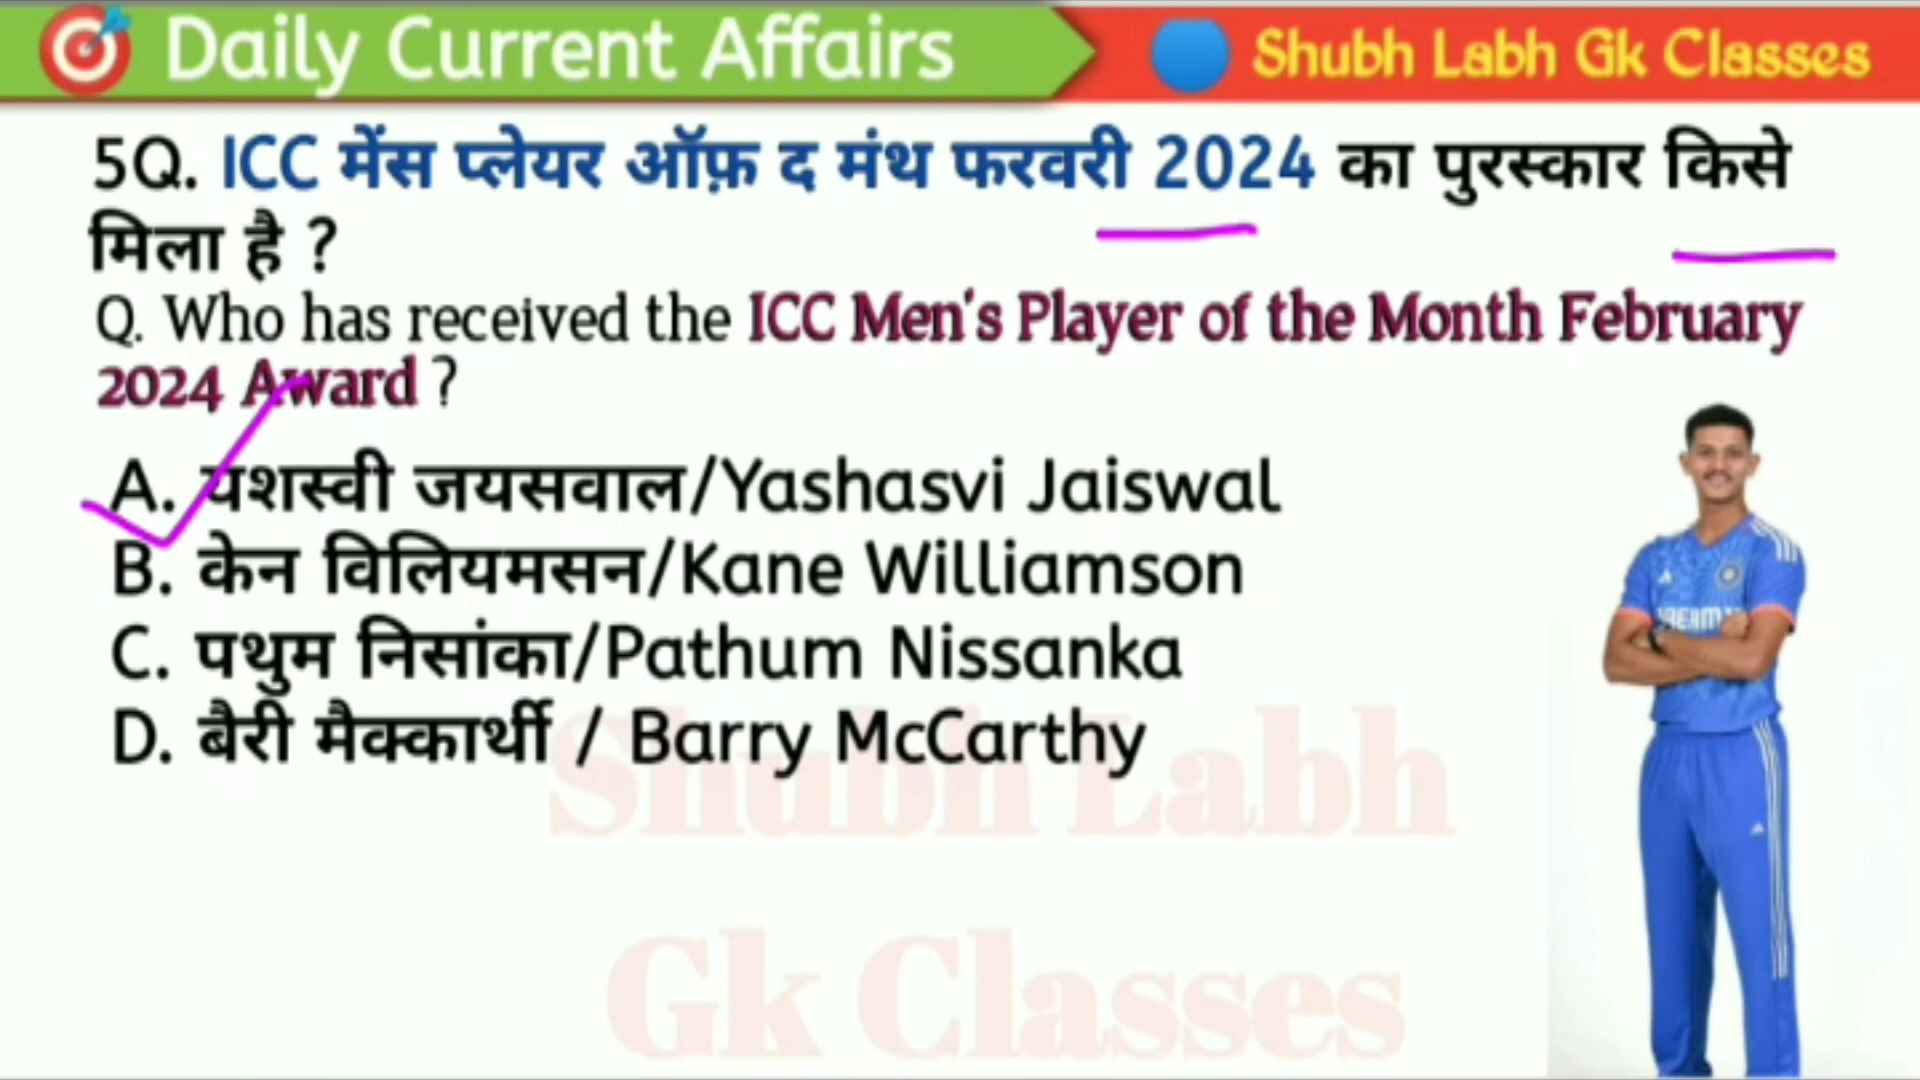 Daily Current Affairs
Shubh Labh Gk Classes
5Q. ICC मेंस प्लेयर ऑफ़ द मंथ फरवरी 2024 का पुरस्कार किसे
मिला है ?
Q. Who has received the ICC Men's Player of the Month February
2024 Award ?
A. यशस्वी जयसवाल/Yashasvi Jaiswal
B. केन विलियमसन/Kane Williamson
C. पथुम निसांका/Pathum Nissanka
D. बैरी मैक्कार्थी / Barry McCarthy
Shubh Labh
Gk Classes